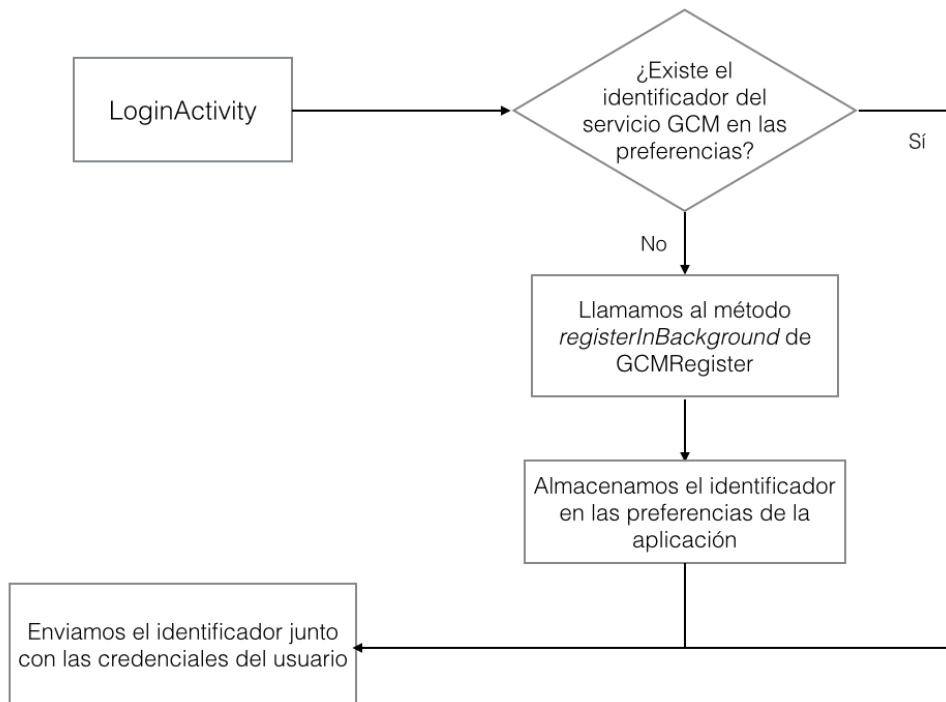 LoginActivity
¿Existe el
identificador del
servicio GCM en las
preferencias?
Sí
No
Llamamos al método
registerInBackground de
GCMRegister
Almacenamos el identificador
en las preferencias de la
aplicación
Enviamos el identificador junto
con las credenciales del usuario